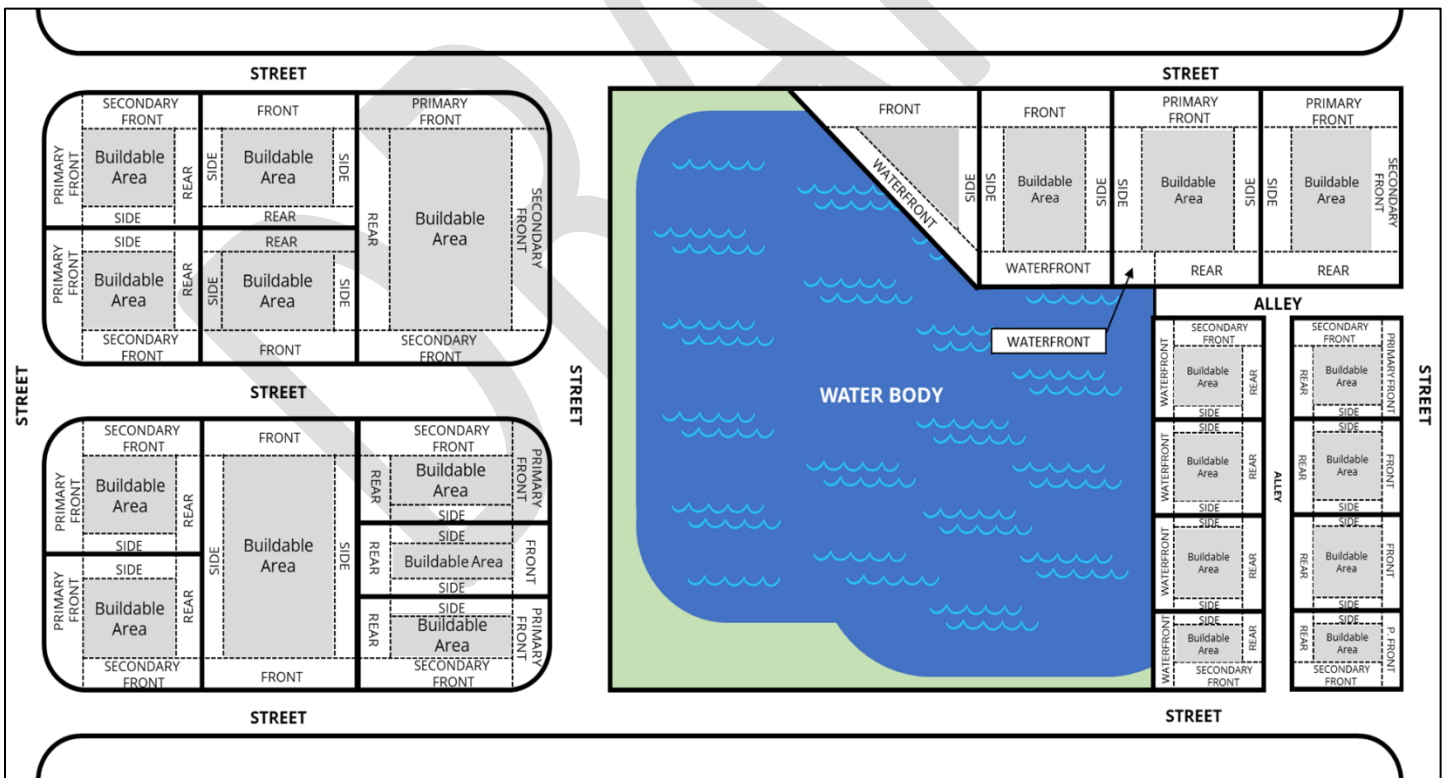 DRA
STREET
SECONDARY
FRONT
FRONT
PRIMARY
FRONT
PRIMARY
FRONT
Buildable
Area
REAR
SIDE
Buildable
Area
SIDE
SIDE
REAR
REAR
Buildable
Area
SECONDARY
FRONT
SIDE
REAR
PRIMARY
FRONT
Buildable
Area
REAR
SIDE
Buildable
Area
SIDE
SECONDARY
FRONT
FRONT
SECONDARY
FRONT
STREET
STREET
STREET
SECONDARY
FRONT
FRONT
SECONDARY
FRONT
PRIMARY
FRONT
Buildable
Area
REAR
SIDE
SIDE
Buildable
Area
SIDE
REAR
Buildable
Area
PRIMARY
FRONT
SIDE
SIDE
REAR
Buildable Area
FRONT
SIDE
SIDE
PRIMARY
FRONT
Buildable
Area
REAR
REAR
SIDE
Buildable
Area
PRIMARY
FRONT
SECONDARY
FRONT
FRONT
SECONDARY
FRONT
STREET
STREET
FRONT
FRONT
PRIMARY
FRONT
PRIMARY
FRONT
WATERFRONT
SIDE
SIDE
Buildable
Area
SIDE
SIDE
Buildable
Area
SIDE
SIDE
Buildable
Area
SECONDARY
FRONT
WATERFRONT
REAR
REAR
WATERFRONT
ALLEY
WATER BODY
SECONDARY
FRONT
WATERFRONT
Buildable
Area
REAR
SIDE
SIDE
WATERFRONT
Buildable
Area
REAR
SIDE
SIDE
WATERFRONT
Buildable
Area
REAR
SIDE
SIDE
WATERFRONT
Buildable
Area
REAR
SECONDARY
FRONT
ALLEY
SECONDARY
FRONT
REAR
Buildable
Area
PRIMARY FRONT
SIDE
SIDE
REAR
Buildable
Area
FRONT
SIDE
SIDE
REAR
Buildable
Area
FRONT
SIDE
SIDE
REAR
Buildable
Area
P. FRONT
SECONDARY
FRONT
STREET
STREET